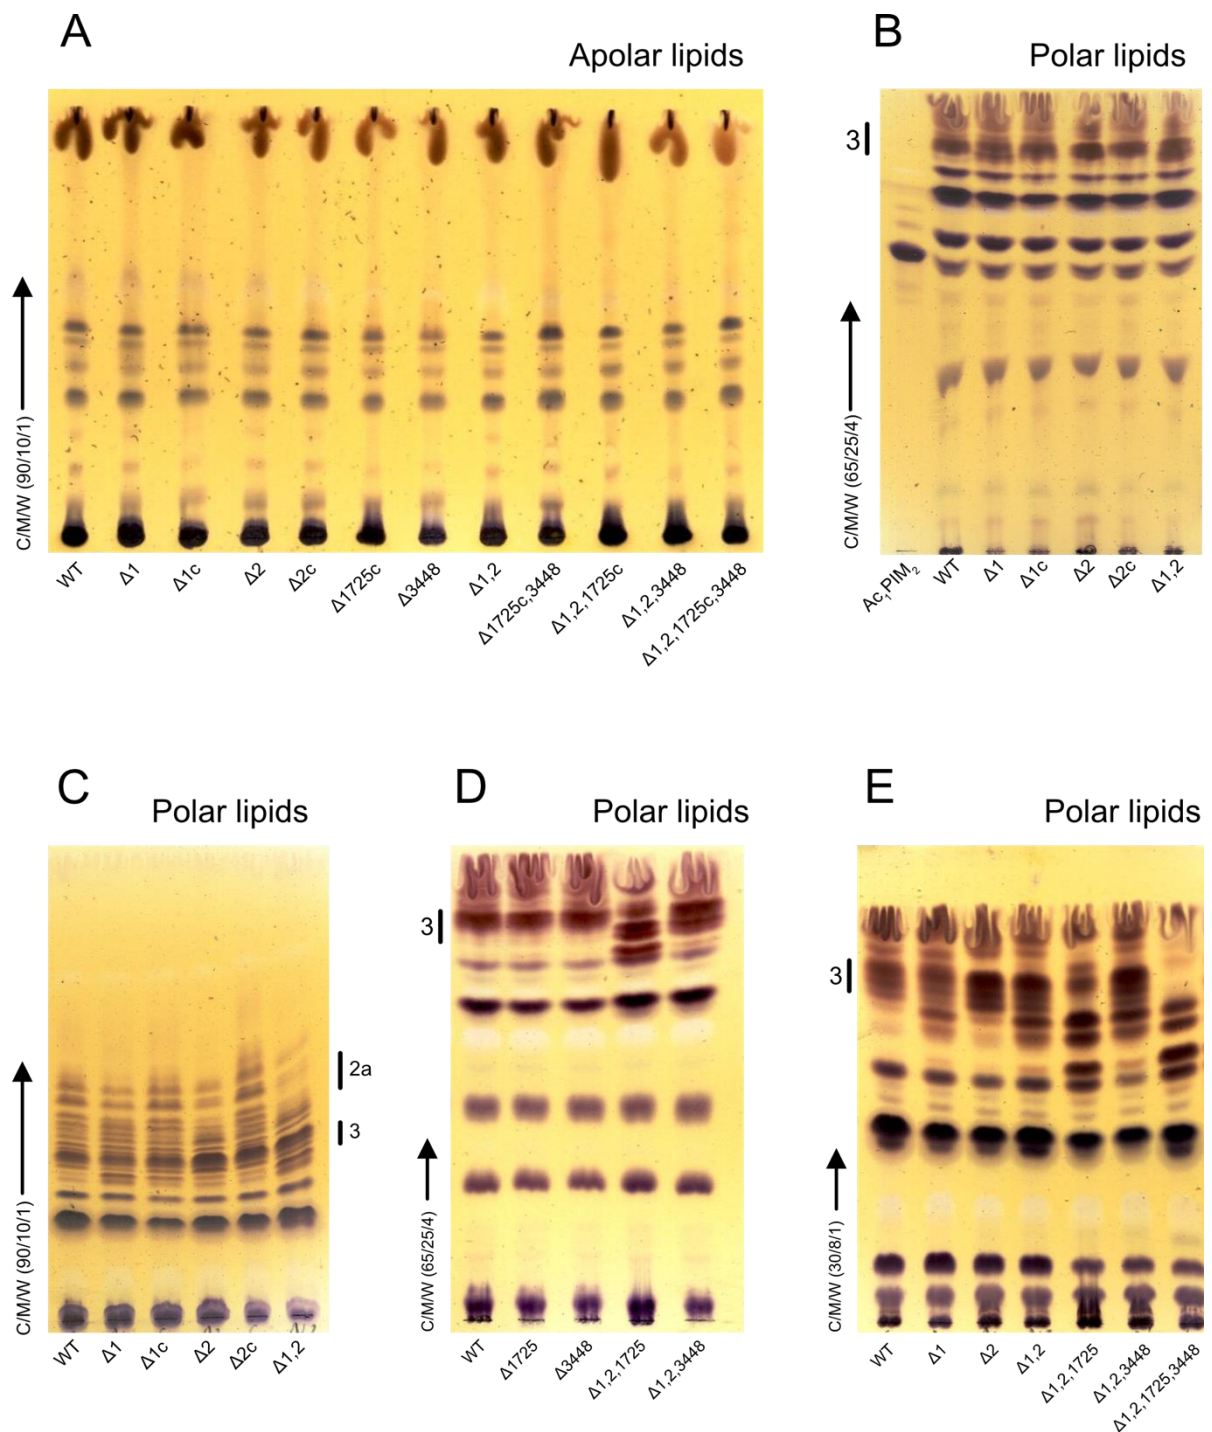 A
Apolar lipids
C/M/W (90/10/1)
WT
Δ1
Δ1c
Δ2
Δ2c
Δ1725c
Δ3448
Δ1,2
Δ1725c,3448
Δ1,2,1725c
Δ1,2,3448
Δ1,2,1725c,3448
B
Polar lipids
3
C/M/W (65/25/4)
Ac₁PIM₂
WT
Δ1
Δ1c
Δ2
Δ2c
Δ1,2
C
Polar lipids
2a
3
C/M/W (90/10/1)
WT
Δ1
Δ1c
Δ2
Δ2c
Δ1,2
D
Polar lipids
3
C/M/W (65/25/4)
WT
Δ1725
Δ3448
Δ1,2,1725
Δ1,2,3448
E
Polar lipids
3
C/M/W (30/8/1)
WT
Δ1
Δ2
Δ1,2
Δ1,2,1725
Δ1,2,3448
Δ1,2,1725,3448